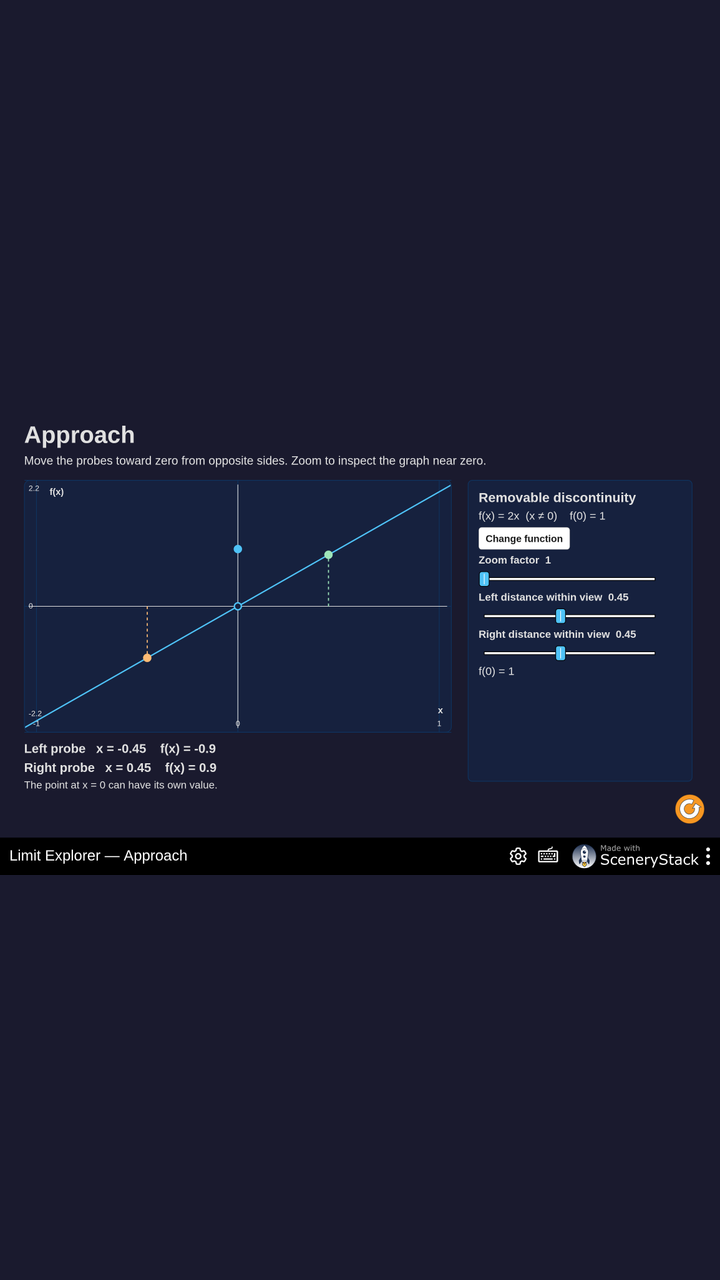 Approach
Move the probes toward zero from opposite sides. Zoom to inspect the graph near zero.
2.2
f(x)
0
-2.2
-1
0
1
x
Removable discontinuity
f(x) = 2x (x ≠ 0) f(0) = 1
Change function
Zoom factor 1
Left distance within view 0.45
Right distance within view 0.45
f(0) = 1
Left probe x = -0.45 f(x) = -0.9
Right probe x = 0.45 f(x) = 0.9
The point at x = 0 can have its own value.
Limit Explorer — Approach
Made with
SceneryStack